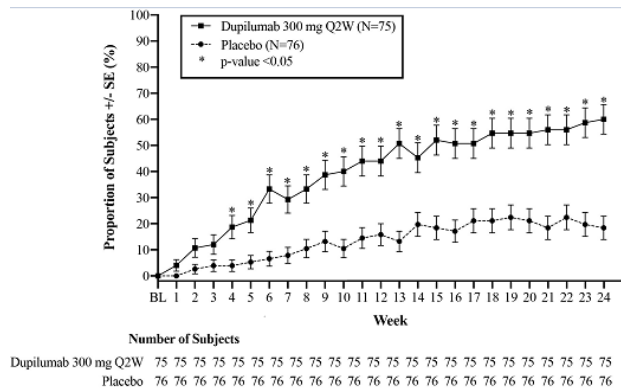 Dupilumab 300 mg Q2W (N=75)
Placebo (N=76)
* p-value <0.05
Proportion of Subjects +/- SE (%)
100
90
80
70
60
50
40
30
20
10
0
* * * * * * * * * * * * * * * * * * * * *
BL 1 2 3 4 5 6 7 8 9 10 11 12 13 14 15 16 17 18 19 20 21 22 23 24
Week
Number of Subjects
Dupilumab 300 mg Q2W 75 75 75 75 75 75 75 75 75 75 75 75 75 75 75 75 75 75 75 75 75 75 75 75 75
Placebo 76 76 76 76 76 76 76 76 76 76 76 76 76 76 76 76 76 76 76 76 76 76 76 76 76